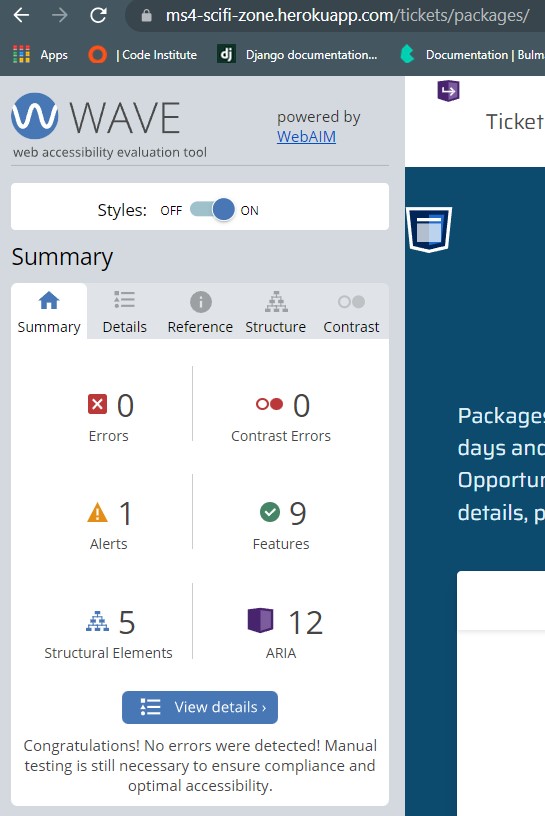 ms4-scifi-zone.herokuapp.com/tickets/packages/
Apps | Code Institute dj Django documentation... Documentation | Bulm
WAVE
web accessibility evaluation tool
powered by
WebAIM
Ticket
Styles: OFF ON
Summary
Summary Details Reference Structure Contrast
0 0
Errors Contrast Errors
1 9
Alerts Features
5 12
Structural Elements ARIA
View details ›
Congratulations! No errors were detected! Manual
testing is still necessary to ensure compliance and
optimal accessibility.
Packages
days and
Opportun
details, p